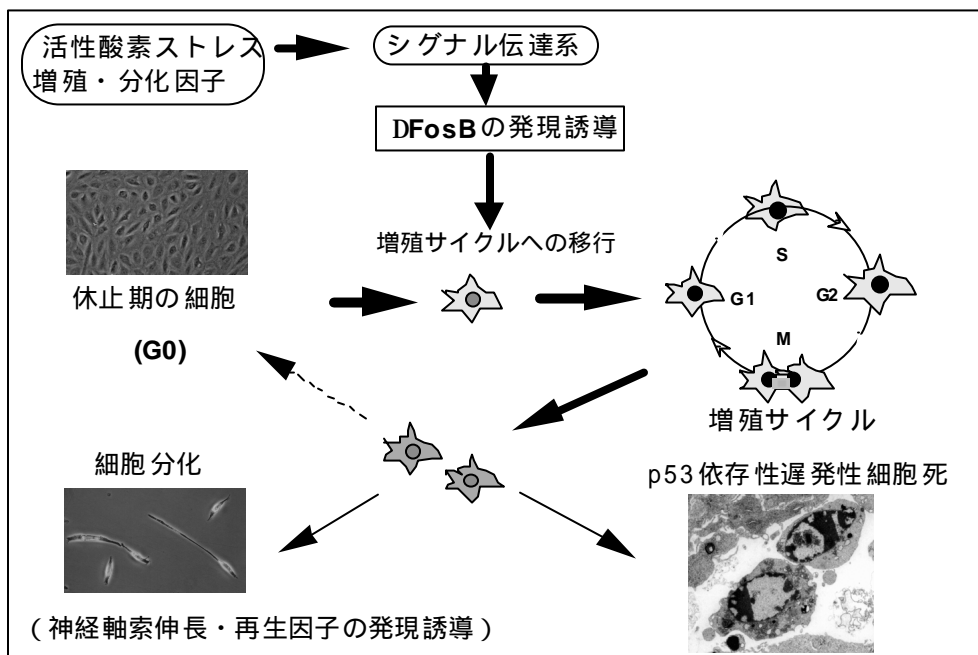 活性酸素ストレス
増殖・分化因子
シグナル伝達系
DFosBの発現誘導
増殖サイクルへの移行
休止期の細胞
(G0)
S
G1
G2
M
増殖サイクル
細胞分化
p53依存性遅発性細胞死
(神経軸索伸長・再生因子の発現誘導)